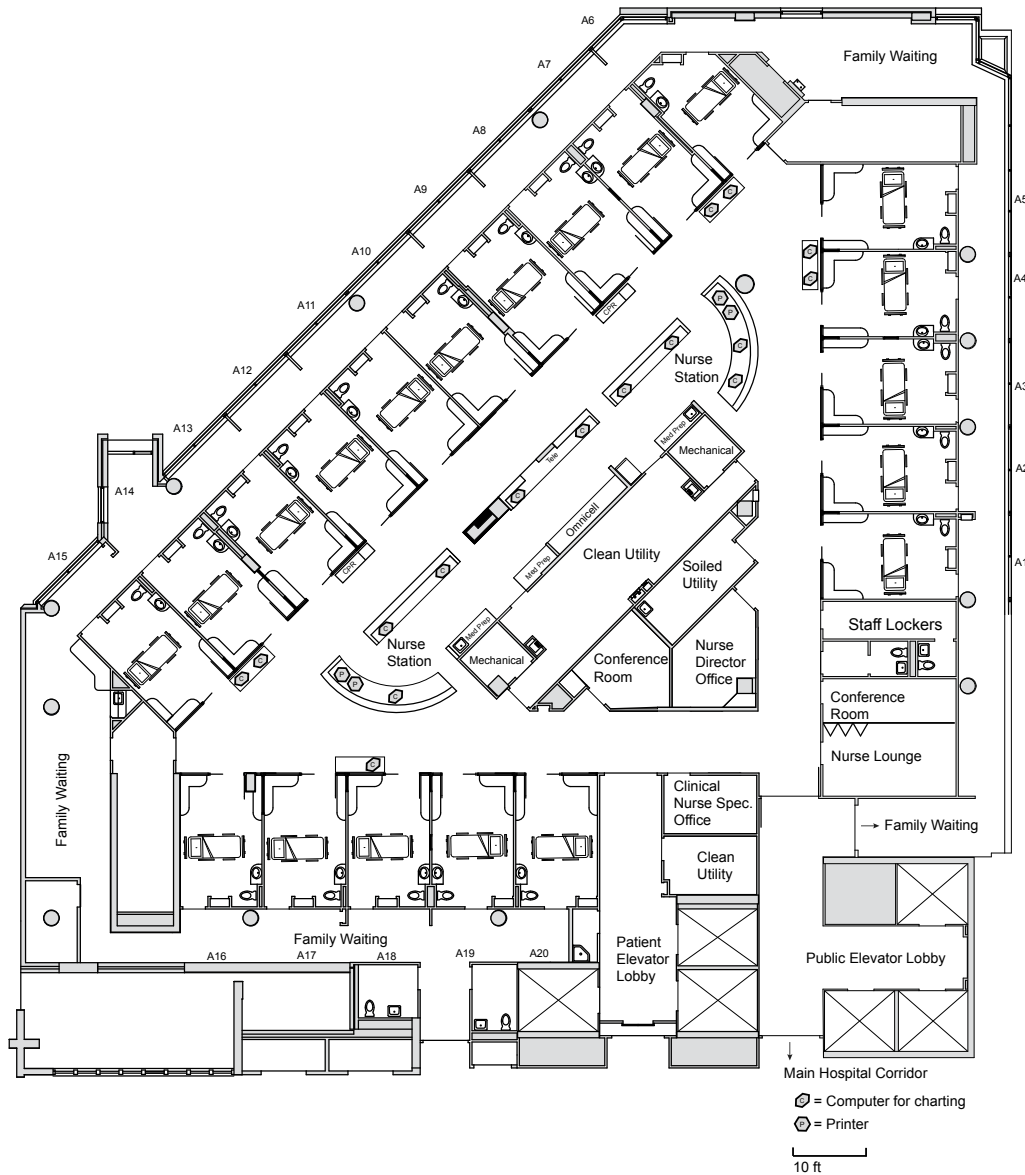 A6
Family Waiting
A7
A8
A9
A5
C
C
A10
C
C
A4
A11
CPR
P
P
C
Nurse
Station
C
C
C
A12
A3
A13
Med Prep
Mechanical
C
Tele
A2
C
A14
Omnicell
Clean Utility
Med Prep
Soiled
Utility
A15
CPR
C
A1
C
Med Prep
Staff Lockers
Nurse
Station
Mechanical
Conference
Room
Nurse
Director
Office
C
C
P
P
C
Conference
Room
Nurse Lounge
Family Waiting
C
Clinical
Nurse Spec.
Office
→ Family Waiting
Clean
Utility
Family Waiting
Patient
Elevator
Lobby
Public Elevator Lobby
A16
A17
A18
A19
A20
Main Hospital Corridor
C = Computer for charting
P = Printer
10 ft